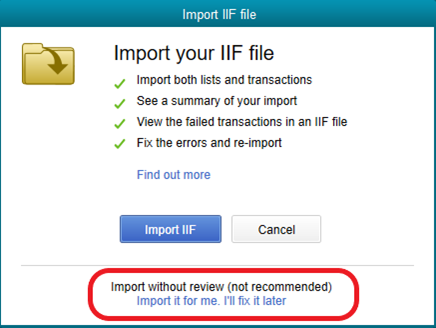 Import IIF file
Import your IIF file
Import both lists and transactions
See a summary of your import
View the failed transactions in an IIF file
Fix the errors and re-import
Find out more
Import IIF
Cancel
Import without review (not recommended)
Import it for me. I'll fix it later